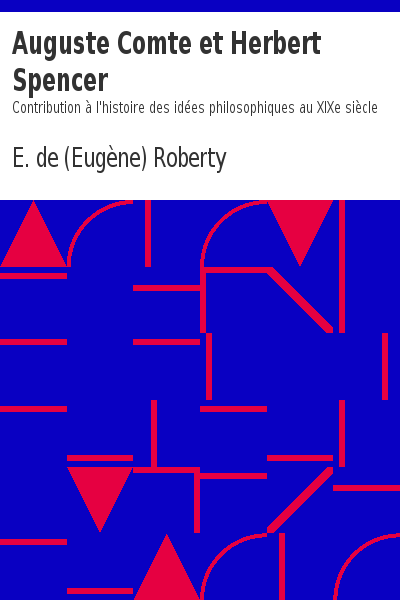 Auguste Comte et Herbert
Spencer
Contribution à l'histoire des idées philosophiques au XIXe siècle
E. de (Eugène) Roberty